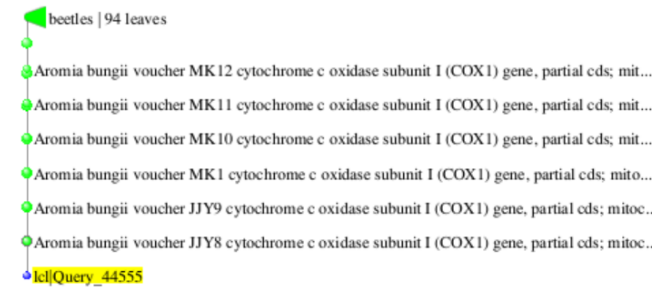 beetles | 94 leaves
Aromia bungii voucher MK12 cytochrome c oxidase subunit I (COX1) gene, partial cds; mit...
Aromia bungii voucher MK11 cytochrome c oxidase subunit I (COX1) gene, partial cds; mit...
Aromia bungii voucher MK10 cytochrome c oxidase subunit I (COX1) gene, partial cds; mit...
Aromia bungii voucher MK1 cytochrome c oxidase subunit I (COX1) gene, partial cds; mito...
Aromia bungii voucher JJY9 cytochrome c oxidase subunit I (COX1) gene, partial cds; mitoc..
Aromia bungii voucher JJY8 cytochrome c oxidase subunit I (COX1) gene, partial cds; mitoc..
lcl|Query_44555